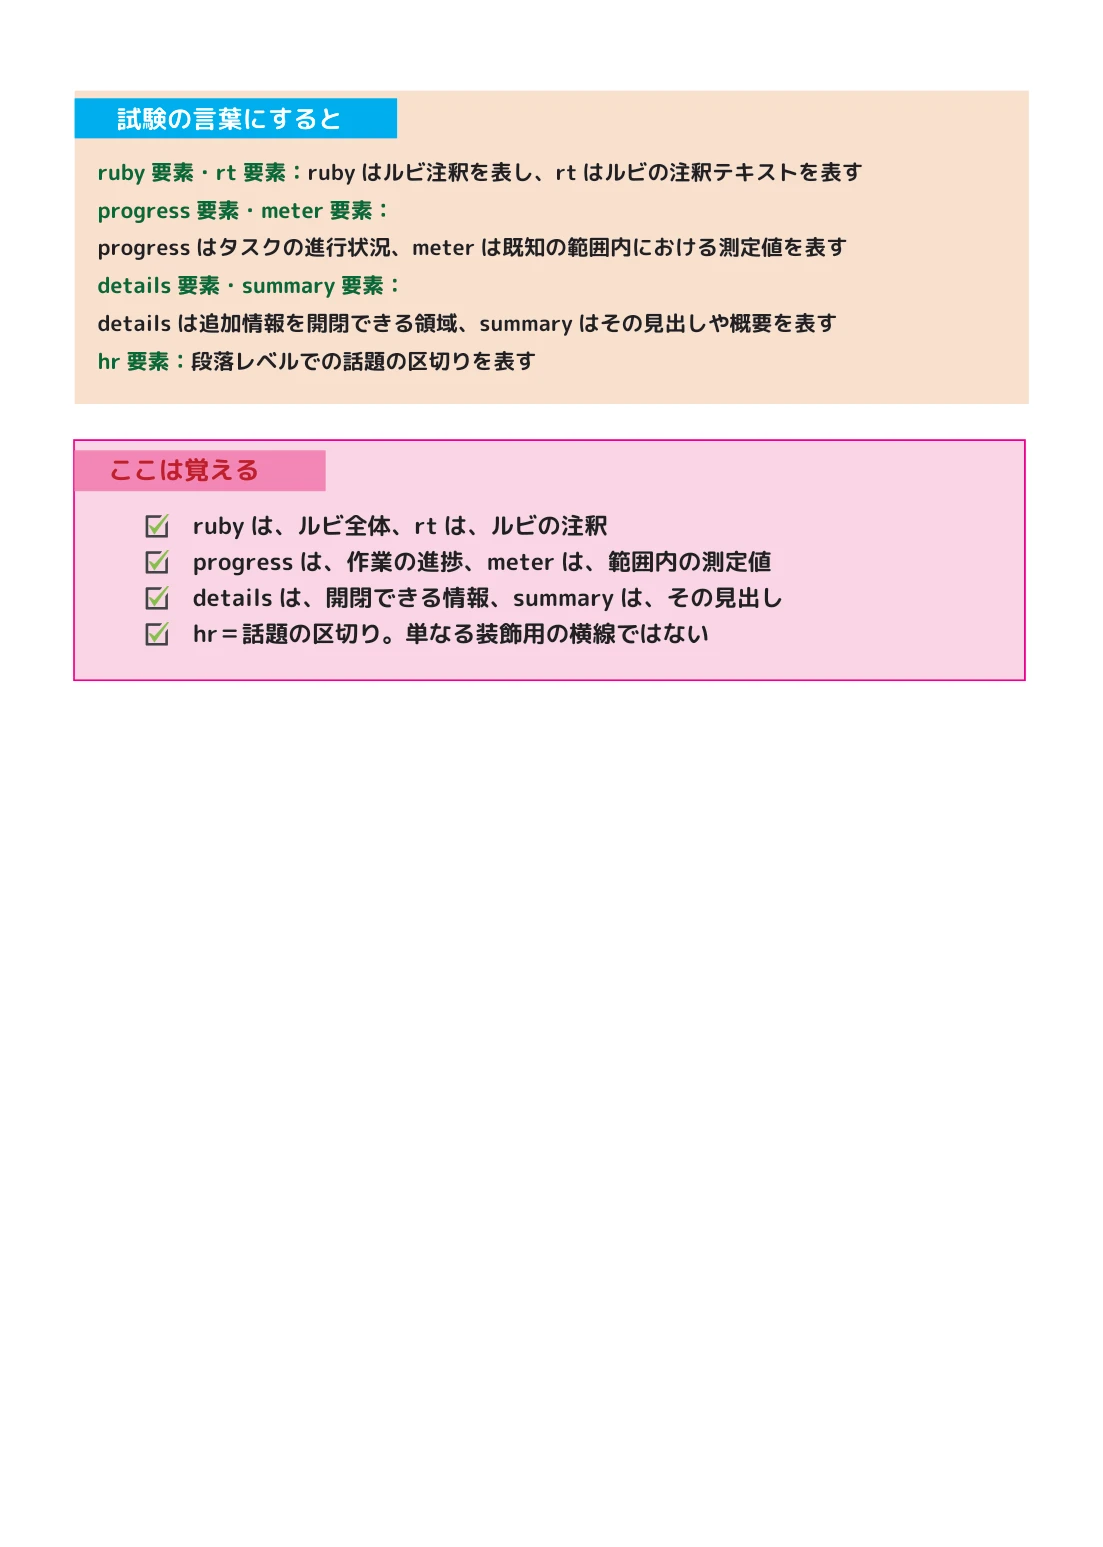 試験の言葉にすると
ruby 要素・rt 要素：ruby はルビ注釈を表し、rt はルビの注釈テキストを表す
progress 要素・meter 要素：
progress はタスクの進行状況、meter は既知の範囲内における測定値を表す
details 要素・summary 要素：
details は追加情報を開閉できる領域、summary はその見出しや概要を表す
hr 要素：段落レベルでの話題の区切りを表す
ここは覚える
ruby は、ルビ全体、rt は、ルビの注釈
progress は、作業の進捗、meter は、範囲内の測定値
details は、開閉できる情報、summary は、その見出し
hr＝話題の区切り。単なる装飾用の横線ではない